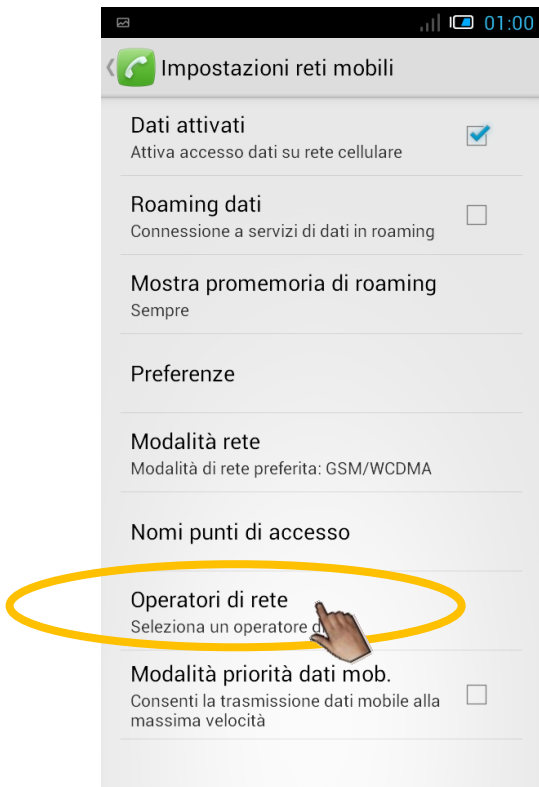 01:00
Impostazioni reti mobili
Dati attivati
Attiva accesso dati su rete cellulare
Roaming dati
Connessione a servizi di dati in roaming
Mostra promemoria di roaming
Sempre
Preferenze
Modalità rete
Modalità di rete preferita: GSM/WCDMA
Nomi punti di accesso
Operatori di rete
Seleziona un operatore
Modalità priorità dati mob.
Consenti la trasmissione dati mobile alla
massima velocità